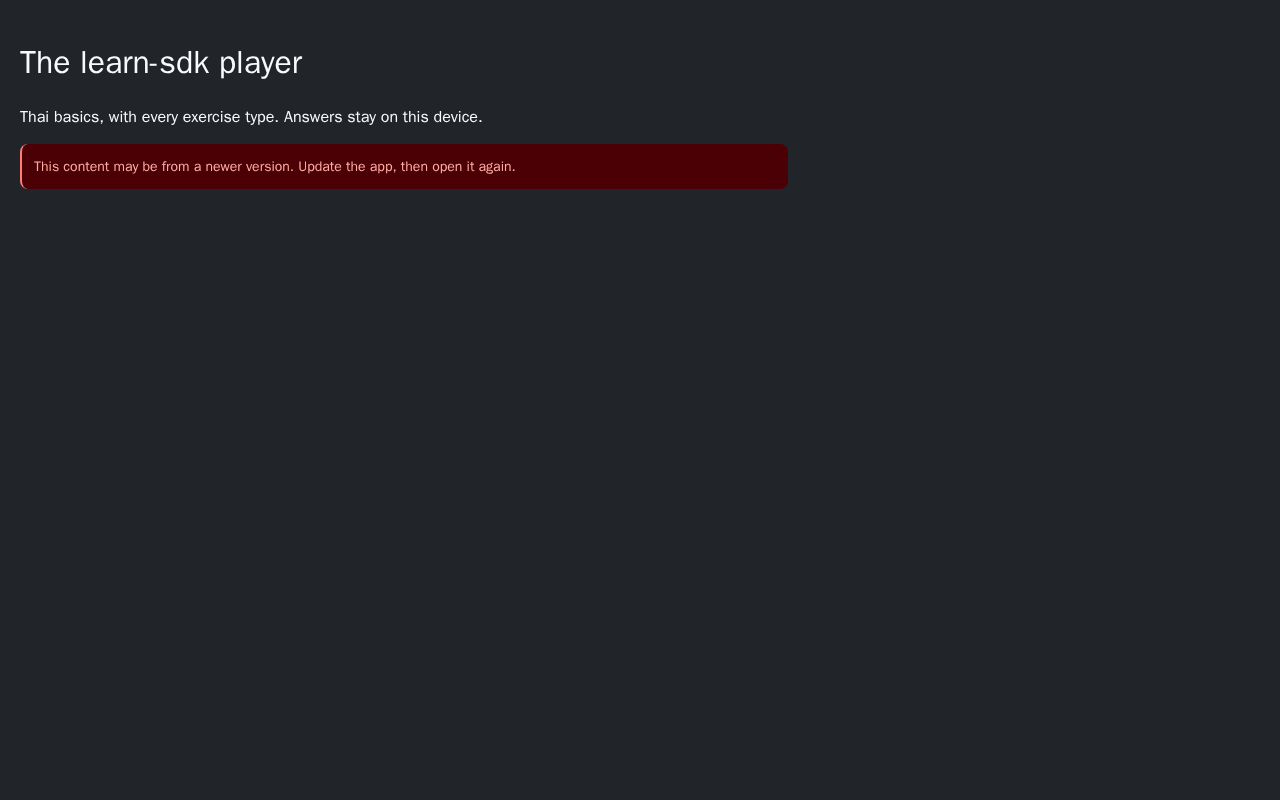 The learn-sdk player
Thai basics, with every exercise type. Answers stay on this device.
This content may be from a newer version. Update the app, then open it again.